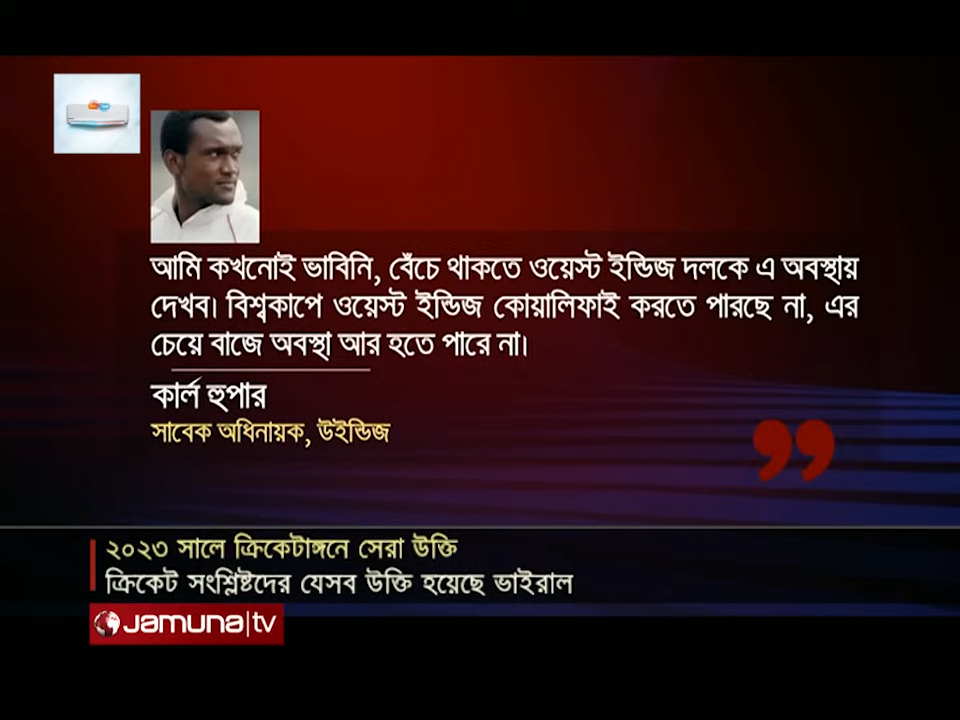 আমি কখনোই ভাবিনি, বেঁচে থাকতে ওয়েস্ট ইন্ডিজ দলকে এ অবস্থায়
দেখব। বিশ্বকাপে ওয়েস্ট ইন্ডিজ কোয়ালিফাই করতে পারছে না, এর
চেয়ে বাজে অবস্থা আর হতে পারে না।
কার্ল হুপার
সাবেক অধিনায়ক, উইন্ডিজ
২০২৩ সালে ক্রিকেটাঙ্গনে সেরা উক্তি
ক্রিকেট সংশ্লিষ্টদের যেসব উক্তি হয়েছে ভাইরাল
Jamuna|tv